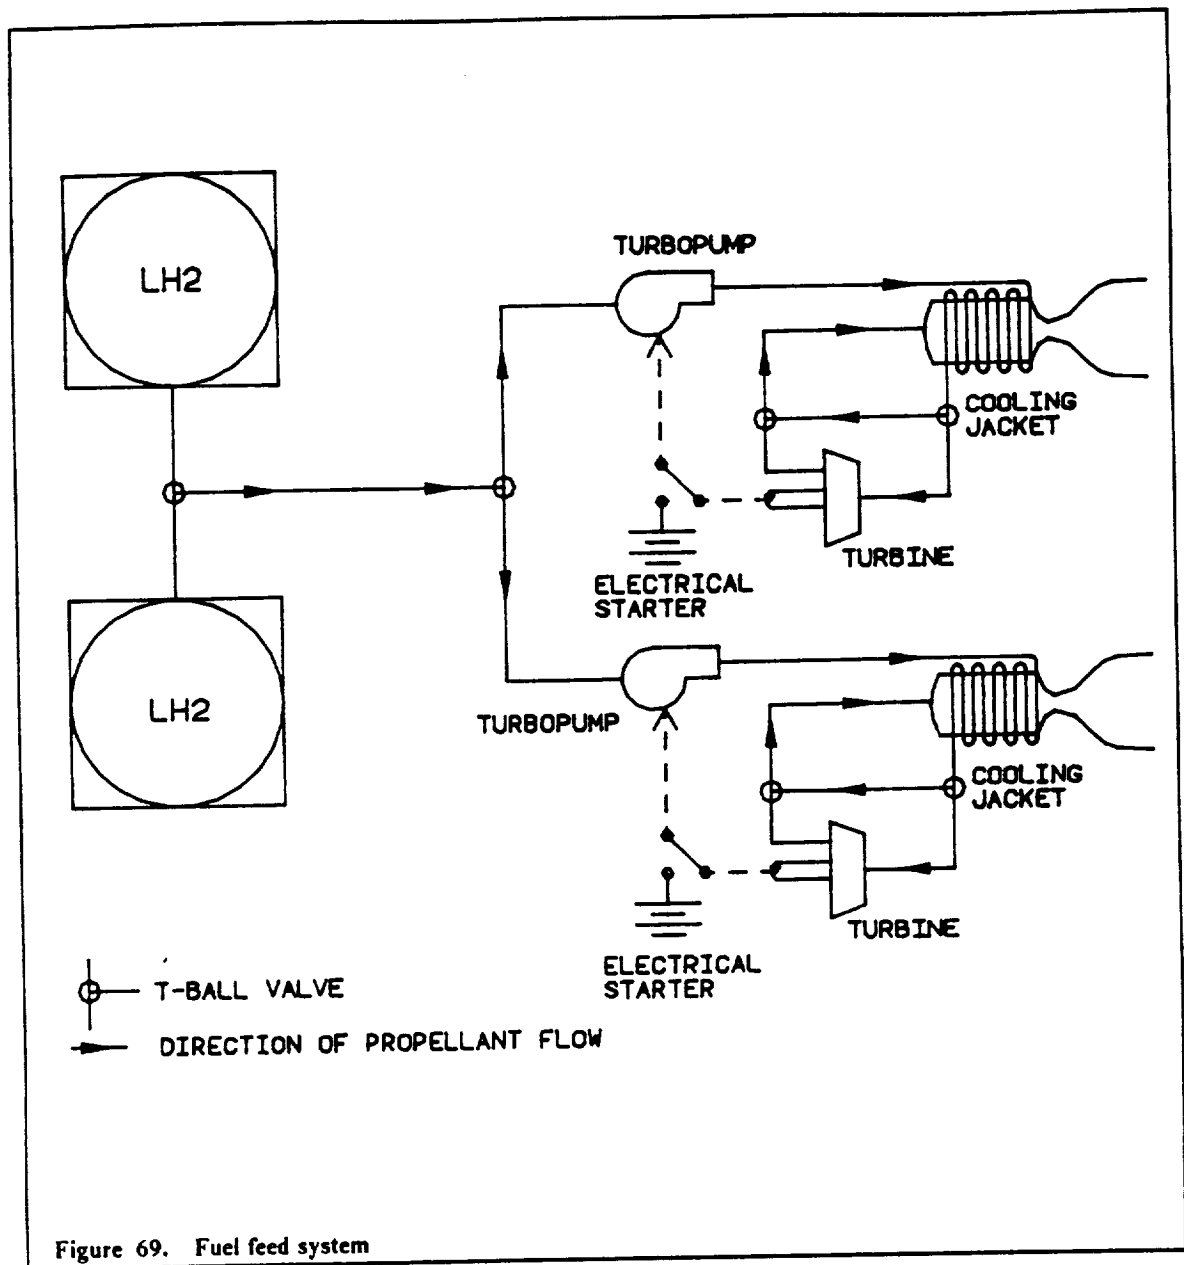 LH2
TURBOPUMP
COOLING
JACKET
TURBINE
ELECTRICAL
STARTER
LH2
TURBOPUMP
COOLING
JACKET
TURBINE
ELECTRICAL
STARTER
T-BALL VALVE
DIRECTION OF PROPELLANT FLOW
Figure 69. Fuel feed system